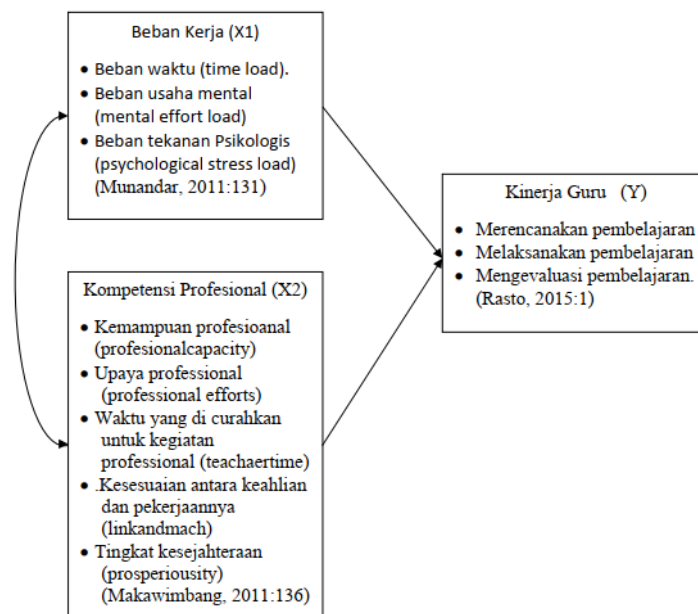 Beban Kerja (X1)
• Beban waktu (time load).
• Beban usaha mental
(mental effort load)
• Beban tekanan Psikologis
(psychological stress load)
(Munandar, 2011:131)
Kinerja Guru (Y)
• Merencanakan pembelajaran
• Melaksanakan pembelajaran
• Mengevaluasi pembelajaran.
(Rasto, 2015:1)
Kompetensi Profesional (X2)
• Kemampuan profesioanal
(profesionalcapacity)
• Upaya professional
(professional efforts)
• Waktu yang di curahkan
untuk kegiatan
professional (teachaertime)
• .Kesesuaian antara keahlian
dan pekerjaannya
(linkandmach)
• Tingkat kesejahteraan
(prosperiousity)
(Makawimbang, 2011:136)